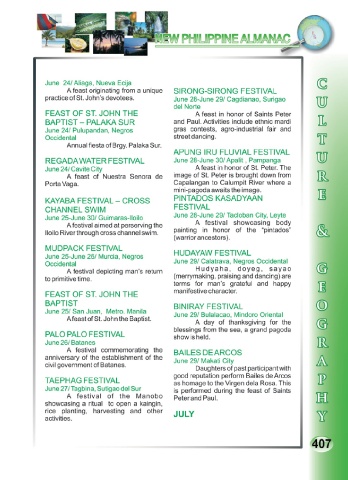 NEW PHILIPPINE ALMANAC
June 24/ Aliaga, Nueva Ecija
A feast originating from a unique
practice of St. John's devotees.
FEAST OF ST. JOHN THE
BAPTIST – PALAKA SUR
June 24/ Pulupandan, Negros
Occidental
Annual fiesta of Brgy. Palaka Sur.
REGADA WATER FESTIVAL
June 24/ Cavite City
A feast of Nuestra Senora de
Porta Vaga.
KAYABA FESTIVAL – CROSS
CHANNEL SWIM
June 25-June 30/ Guimaras-Iloilo
A festival aimed at preserving the
Iloilo River through cross channel swim.
MUDPACK FESTIVAL
June 25-June 26/ Murcia, Negros
Occidental
A festival depicting man's return
to primitive time.
FEAST OF ST. JOHN THE
BAPTIST
June 25/ San Juan, Metro. Manila
A feast of St. John the Baptist.
PALO PALO FESTIVAL
June 26/ Batanes
A festival commemorating the
anniversary of the establishment of the
civil government of Batanes.
TAEPHAG FESTIVAL
June 27/ Tagbina, Surigao del Sur
A festival of the Manobo
showcasing a ritual to open a kaingin,
rice planting, harvesting and other
activities.
SIRONG-SIRONG FESTIVAL
June 28-June 29/ Cagdianao, Surigao
del Norte
A feast in honor of Saints Peter
and Paul. Activities include ethnic mardi
gras contests, agro-industrial fair and
street dancing.
APUNG IRU FLUVIAL FESTIVAL
June 28-June 30/ Apalit , Pampanga
A feast in honor of St. Peter. The
image of St. Peter is brought down from
Capalangan to Calumpit River where a
mini-pagoda awaits the image.
PINTADOS KASADYAAN
FESTIVAL
June 28-June 29/ Tacloban City, Leyte
A festival showcasing body
painting in honor of the "pintados"
(warrior ancestors).
HUDAYAW FESTIVAL
June 29/ Calatrava, Negros Occidental
Hudyaha, doyeg, sayao
(merrymaking, praising and dancing) are
terms for man's grateful and happy
manifestive character.
BINIRAY FESTIVAL
June 29/ Bulalacao, Mindoro Oriental
A day of thanksgiving for the
blessings from the sea, a grand pagoda
show is held.
BAILES DE ARCOS
June 29/ Makati City
Daughters of past participant with
good reputation perform Bailes de Arcos
as homage to the Virgen dela Rosa. This
is performed during the feast of Saints
Peter and Paul.
JULY
C
U
L
T
U
R
E
&
G
E
O
G
R
A
P
H
Y
407